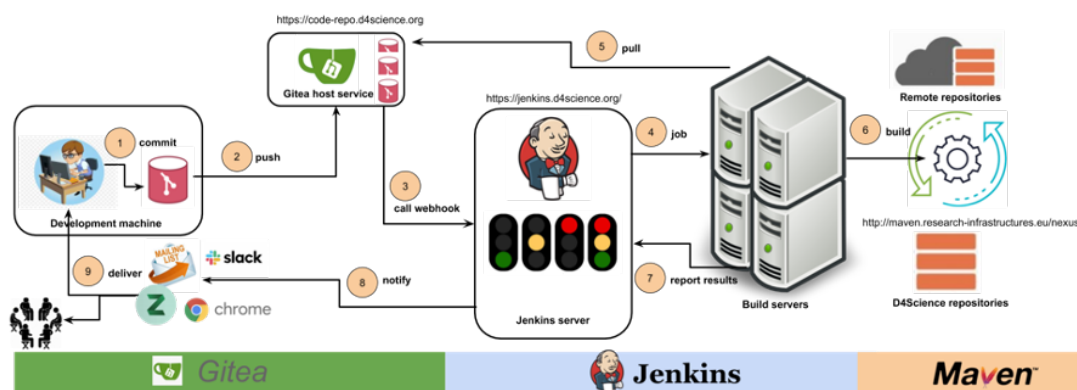 https://code-repo.d4science.org
Gitea host service
5 pull
https://jenkins.d4science.org/
Remote repositories
1 commit
2 push
4 job
6 build
3
call webhook
Development machine
http://maven.research-infrastructures.eu/nexus
MAILING LIST
slack
9 deliver
8 notify
7 report results
Build servers
D4Science repositories
Z
chrome
Jenkins server
Gitea
Jenkins
Maven™